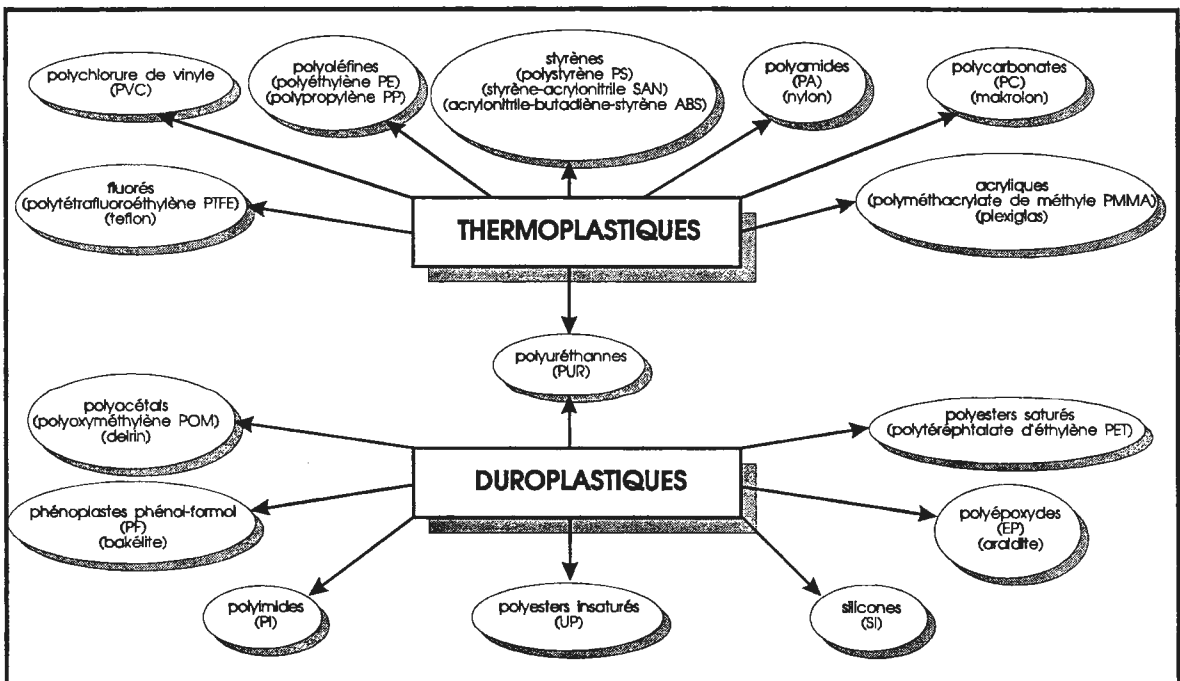 polychlorure de vinyle
(PVC)
polyoléfines
(polyéthylène PE)
(polypropylène PP)
styrènes
(polystyrène PS)
(styrène-acrylonitrile SAN)
(acrylonitrile-butadiène-styrène ABS)
polyamides
(PA)
(nylon)
polycarbonates
(PC)
(makrolon)
fluorés
(polytétrafluoroéthylène PTFE)
(teflon)
THERMOPLASTIQUES
acryliques
(polyméthacrylate de méthyle PMMA)
(plexiglas)
polyuréthannes
(PUR)
polyacétals
(polyoxyméthylène POM)
(delrin)
polyesters saturés
(polytéréphtalate d'éthylène PET)
DUROPLASTIQUES
phénoplastes phénol-formol
(PF)
(bakélite)
polyépoxydes
(EP)
(araldite)
polyimides
(PI)
polyesters insaturés
(UP)
silicones
(SI)